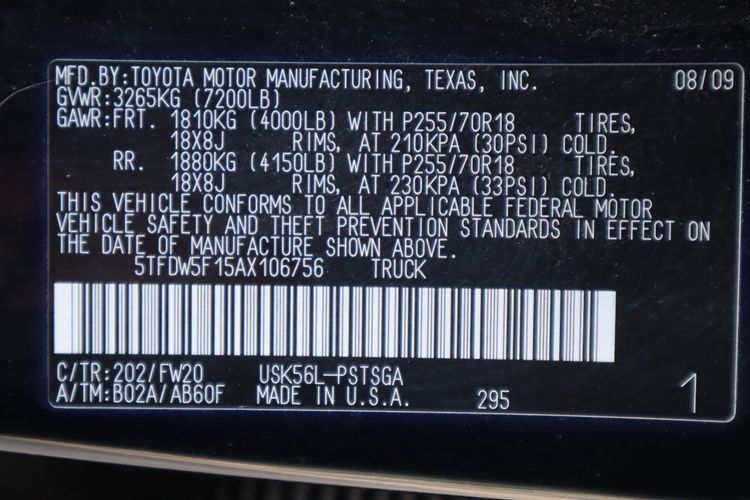 MFD.BY:TOYOTA MOTOR MANUFACTURING, TEXAS, INC. 08/09
GVWR:3265KG (7200LB)
GAWR:FRT. 1810KG (4000LB) WITH P255/70R18 TIRES,
18X8J RIMS, AT 210KPA (30PSI) COLD.
RR. 1880KG (4150LB) WITH P255/70R18 TIRES,
18X8J RIMS, AT 230KPA (33PSI) COLD.
THIS VEHICLE CONFORMS TO ALL APPLICABLE FEDERAL MOTOR
VEHICLE SAFETY AND THEFT PREVENTION STANDARDS IN EFFECT ON
THE DATE OF MANUFACTURE SHOWN ABOVE.
5TFDW5F15AX106756 TRUCK
C/TR:202/FW20 USK56L-PSTSGA
A/TM:B02A/AB60F MADE IN U.S.A. 295 1